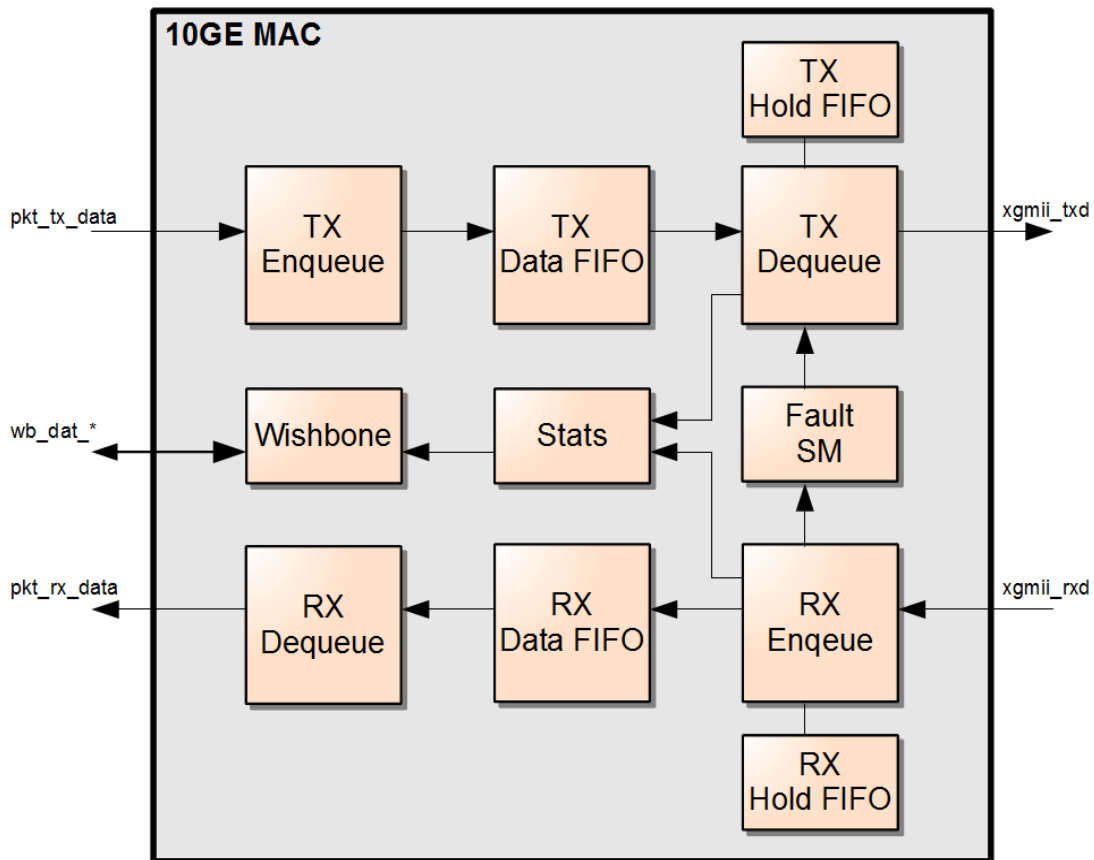 10GE MAC
TX
Hold FIFO
pkt_tx_data
TX
Enqueue
TX
Data FIFO
TX
Dequeue
xgmii_txd
wb_dat_*
Wishbone
Stats
Fault
SM
pkt_rx_data
RX
Dequeue
RX
Data FIFO
RX
Enqeue
xgmii_rxd
RX
Hold FIFO